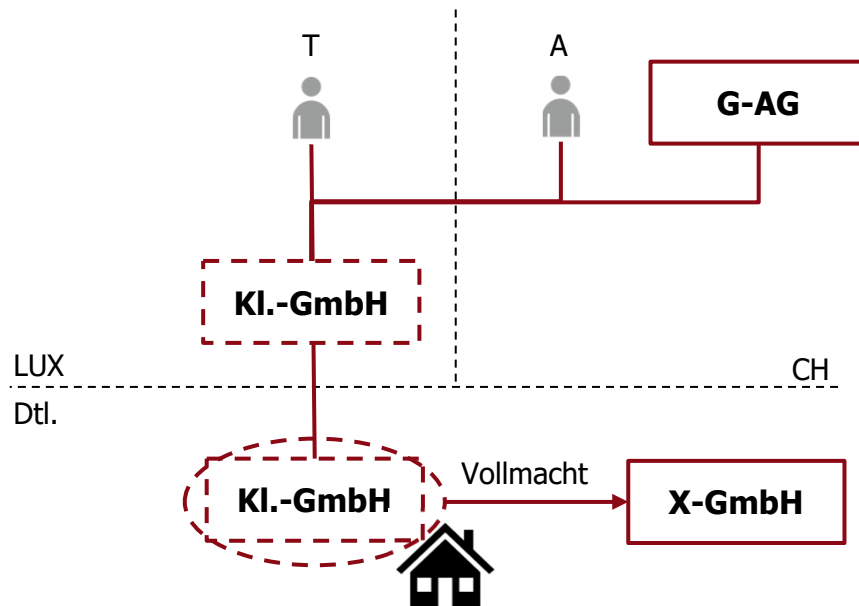 T
A
G-AG
Kl.-GmbH
LUX
CH
Dtl.
Kl.-GmbH
Vollmacht
X-GmbH